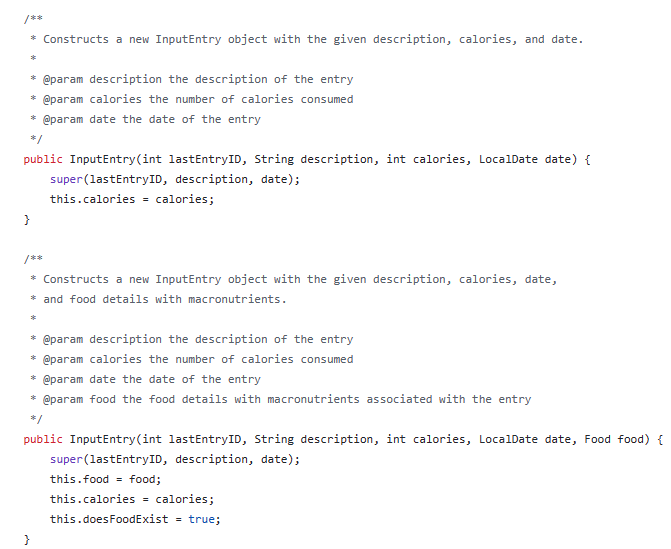 /**
 * Constructs a new InputEntry object with the given description, calories, and date.
 *
 * @param description the description of the entry
 * @param calories the number of calories consumed
 * @param date the date of the entry
 */
public InputEntry(int lastEntryID, String description, int calories, LocalDate date) {
    super(lastEntryID, description, date);
    this.calories = calories;
}

/**
 * Constructs a new InputEntry object with the given description, calories, date,
 * and food details with macronutrients.
 *
 * @param description the description of the entry
 * @param calories the number of calories consumed
 * @param date the date of the entry
 * @param food the food details with macronutrients associated with the entry
 */
public InputEntry(int lastEntryID, String description, int calories, LocalDate date, Food food) {
    super(lastEntryID, description, date);
    this.food = food;
    this.calories = calories;
    this.doesFoodExist = true;
}